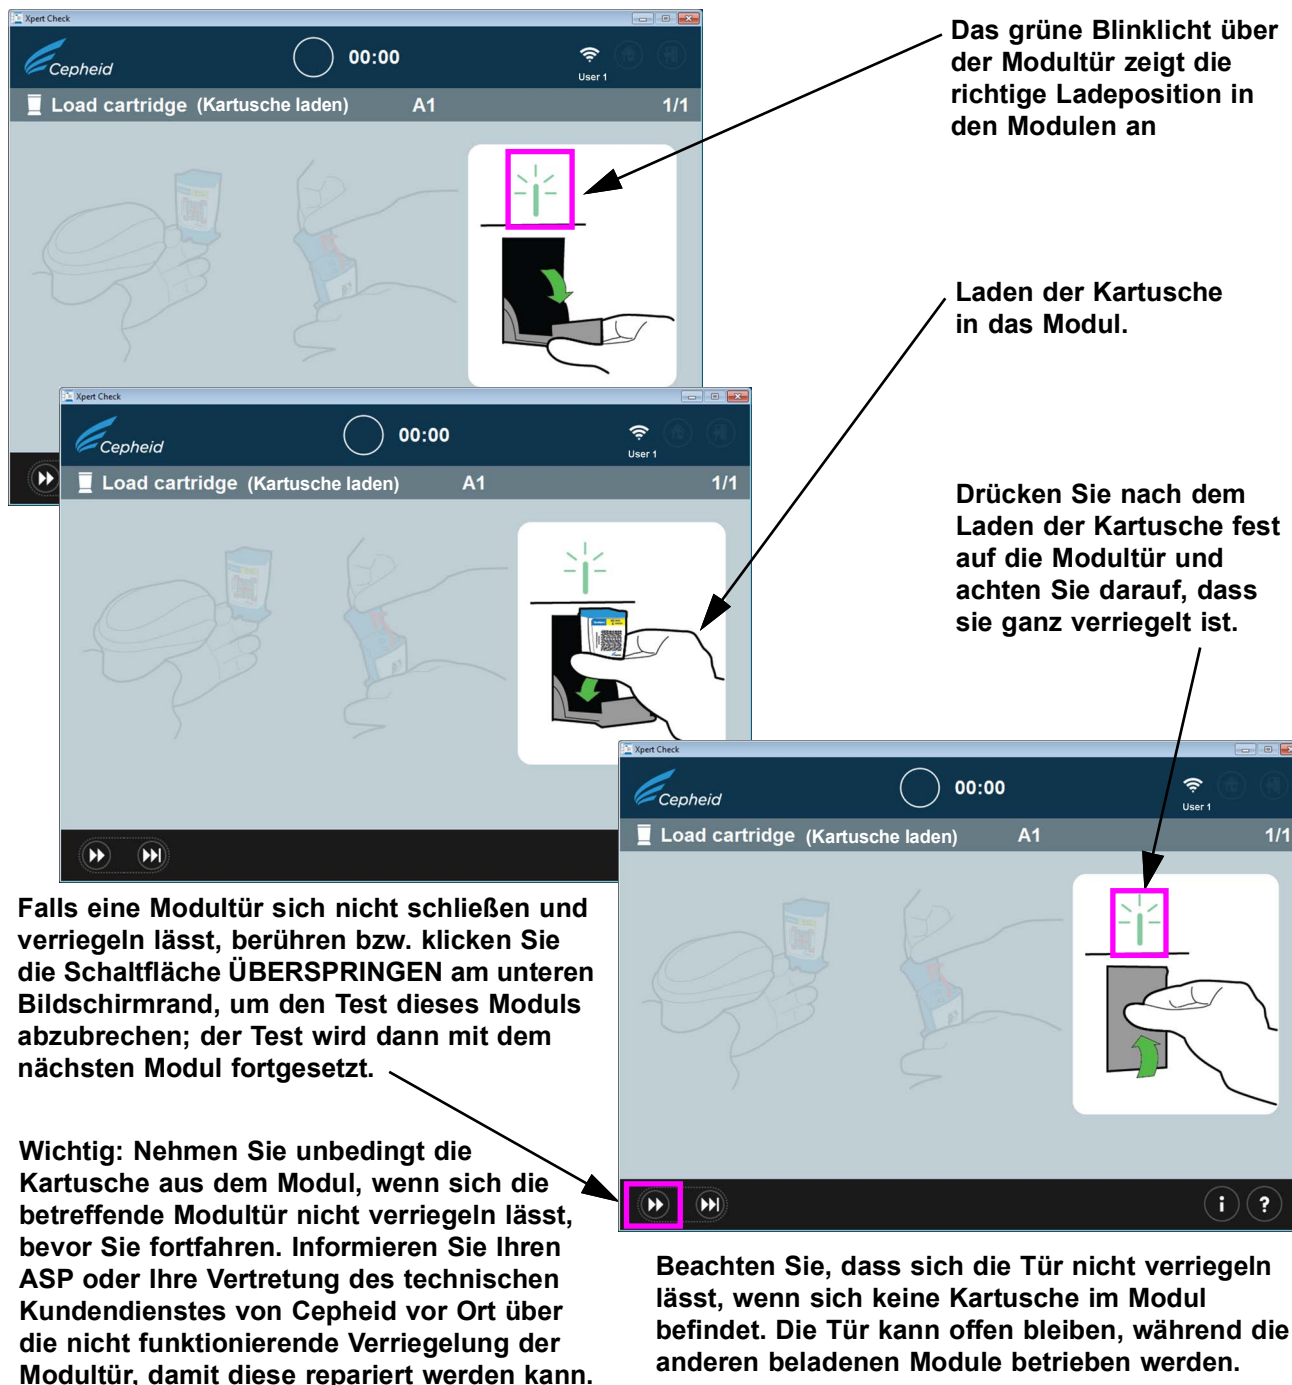 Xpert Check
Cepheid
00:00
User 1
Load cartridge (Kartusche laden) A1 1/1
Das grüne Blinklicht über
der Modultür zeigt die
richtige Ladeposition in
den Modulen an
Laden der Kartusche
in das Modul.
Xpert Check
Cepheid
00:00
User 1
Load cartridge (Kartusche laden) A1 1/1
Drücken Sie nach dem
Laden der Kartusche fest
auf die Modultür und
achten Sie darauf, dass
sie ganz verriegelt ist.
Xpert Check
Cepheid
00:00
User 1
Load cartridge (Kartusche laden) A1 1/1
Falls eine Modultür sich nicht schließen und
verriegeln lässt, berühren bzw. klicken Sie
die Schaltfläche ÜBERSPRINGEN am unteren
Bildschirmrand, um den Test dieses Moduls
abzubrechen; der Test wird dann mit dem
nächsten Modul fortgesetzt.
Wichtig: Nehmen Sie unbedingt die
Kartusche aus dem Modul, wenn sich die
betreffende Modultür nicht verriegeln lässt,
bevor Sie fortfahren. Informieren Sie Ihren
ASP oder Ihre Vertretung des technischen
Kundendienstes von Cepheid vor Ort über
die nicht funktionierende Verriegelung der
Modultür, damit diese repariert werden kann.
i ?
Beachten Sie, dass sich die Tür nicht verriegeln
lässt, wenn sich keine Kartusche im Modul
befindet. Die Tür kann offen bleiben, während die
anderen beladenen Module betrieben werden.